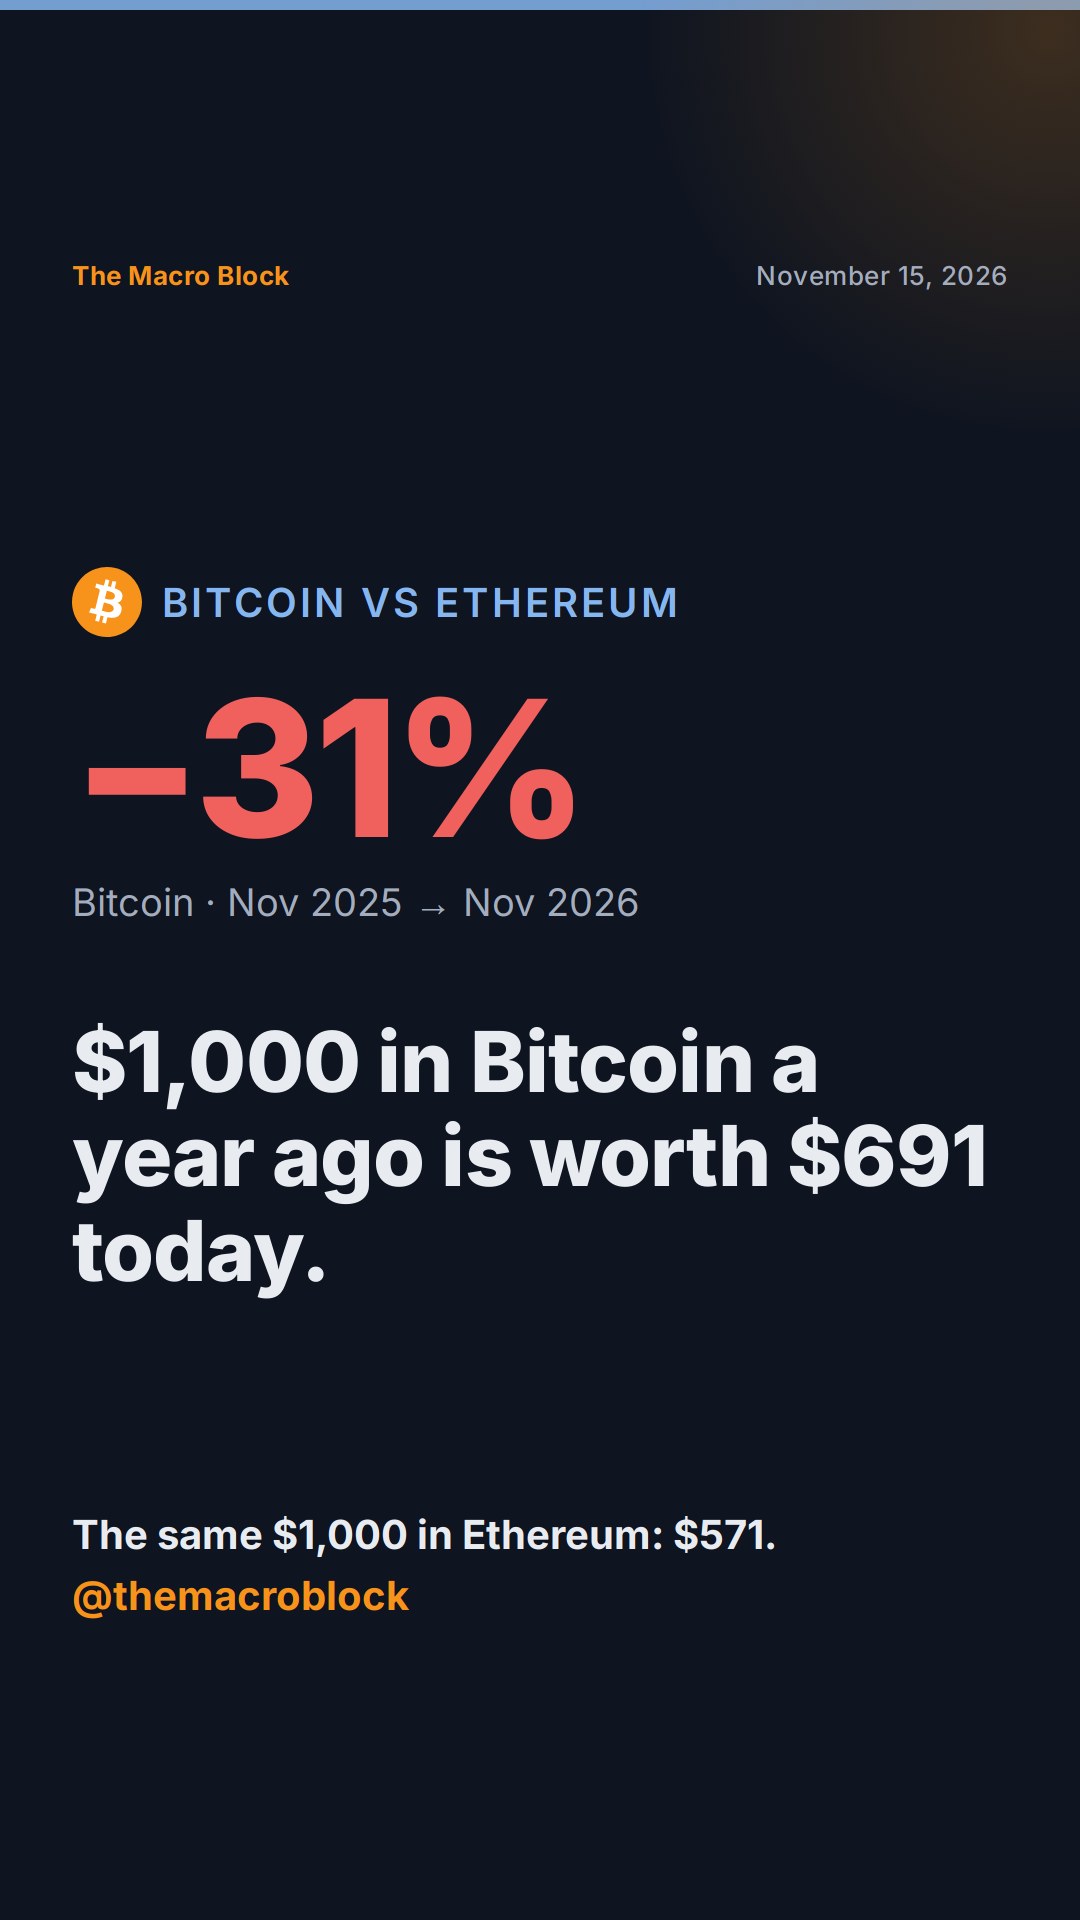 The Macro Block
November 15, 2026
BITCOIN VS ETHEREUM
−31%
Bitcoin · Nov 2025 → Nov 2026
$1,000 in Bitcoin a
year ago is worth $691
today.
The same $1,000 in Ethereum: $571.
@themacroblock